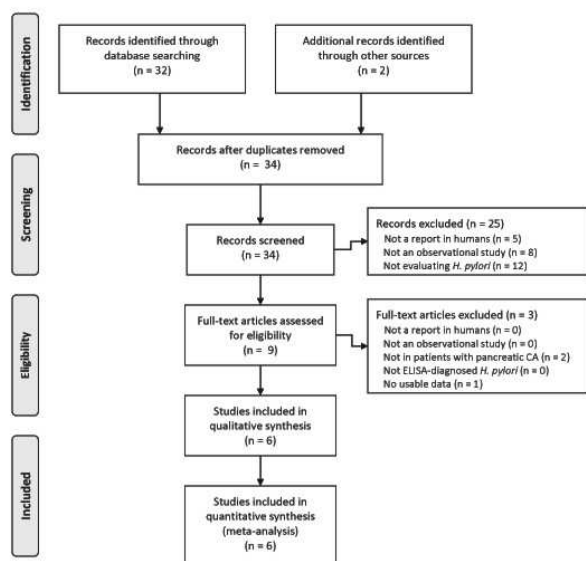 Identification
Records identified through
database searching
(n = 32)
Additional records identified
through other sources
(n = 2)
Records after duplicates removed
(n = 34)
Screening
Records screened
(n = 34)
Records excluded (n = 25)
Not a report in humans (n = 5)
Not an observational study (n = 8)
Not evaluating H. pylori (n = 12)
Eligibility
Full-text articles assessed
for eligibility
(n = 9)
Full-text articles excluded (n = 3)
Not a report in humans (n = 0)
Not an observational study (n = 0)
Not in patients with pancreatic CA (n = 2)
Not ELISA-diagnosed H. pylori (n = 0)
No usable data (n = 1)
Studies included in
qualitative synthesis
(n = 6)
Included
Studies included in
quantitative synthesis
(meta-analysis)
(n = 6)